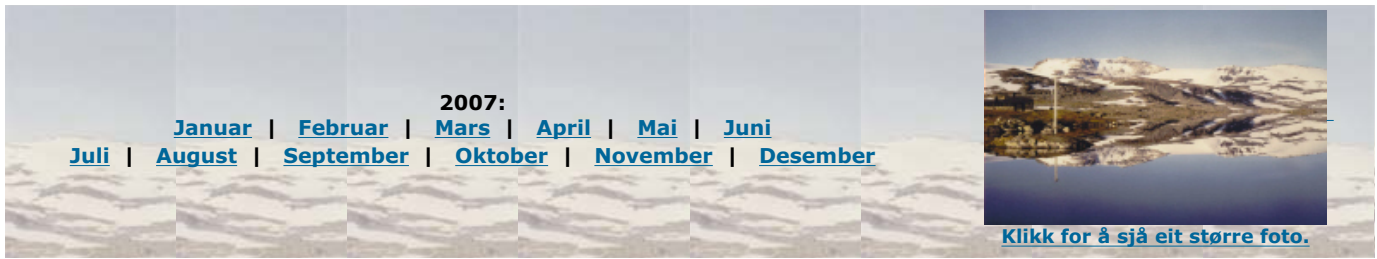 2007:
Januar | Februar | Mars | April | Mai | Juni
Juli | August | September | Oktober | November | Desember
Klikk for å sjå eit større foto.